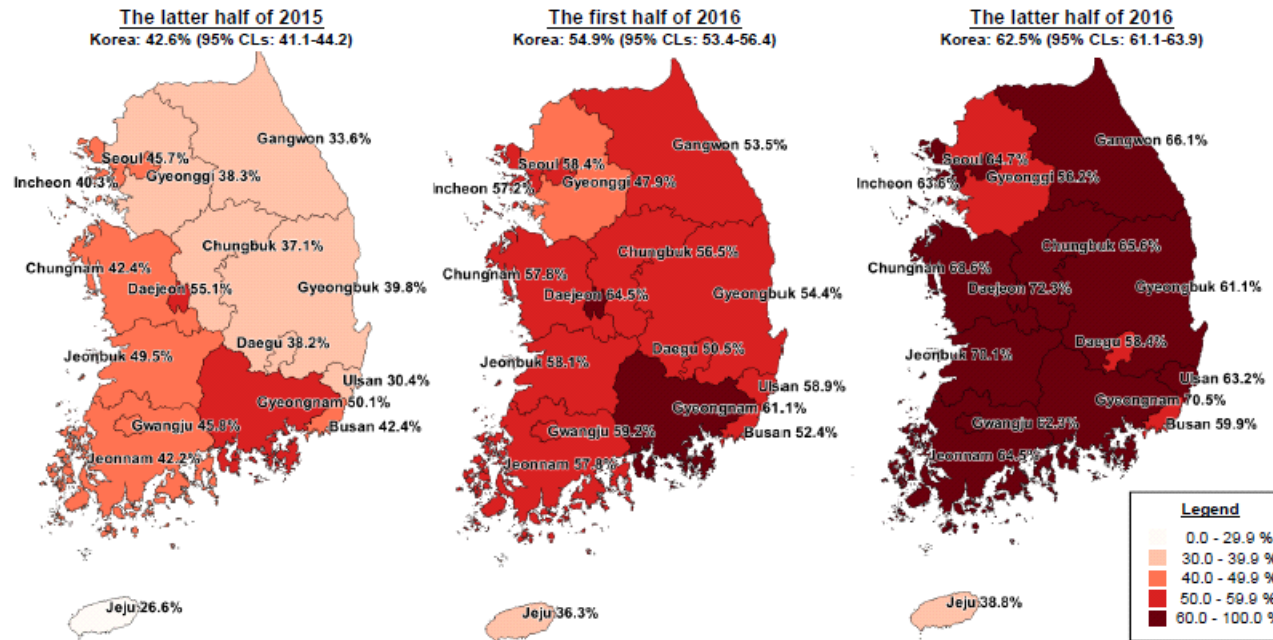 The latter half of 2015
Korea: 42.6% (95% CLs: 41.1-44.2)
Gangwon 33.6%
Seoul 45.7%
Incheon 40.3%
Gyeonggi 38.3%
Chungbuk 37.1%
Chungnam 42.4%
Daejeon 55.1%
Gyeongbuk 39.8%
Daegu 38.2%
Jeonbuk 49.5%
Ulsan 30.4%
Gyeongnam 50.1%
Gwangju 45.8%
Busan 42.4%
Jeonnam 42.2%
Jeju 26.6%
The first half of 2016
Korea: 54.9% (95% CLs: 53.4-56.4)
Gangwon 53.5%
Seoul 58.4%
Incheon 57.2%
Gyeonggi 47.9%
Chungbuk 56.5%
Chungnam 57.8%
Daejeon 64.5%
Gyeongbuk 54.4%
Daegu 50.5%
Jeonbuk 58.1%
Ulsan 58.9%
Gyeongnam 61.1%
Gwangju 59.2%
Busan 52.4%
Jeonnam 57.8%
Jeju 36.3%
The latter half of 2016
Korea: 62.5% (95% CLs: 61.1-63.9)
Gangwon 66.1%
Seoul 64.7%
Incheon 63.6%
Gyeonggi 56.2%
Chungbuk 65.6%
Chungnam 68.6%
Daejeon 72.3%
Gyeongbuk 61.1%
Daegu 58.4%
Jeonbuk 70.1%
Ulsan 63.2%
Gyeongnam 70.5%
Gwangju 62.3%
Busan 59.9%
Jeonnam 64.5%
Jeju 38.8%
Legend
0.0 - 29.9 %
30.0 - 39.9 %
40.0 - 49.9 %
50.0 - 59.9 %
60.0 - 100.0 %